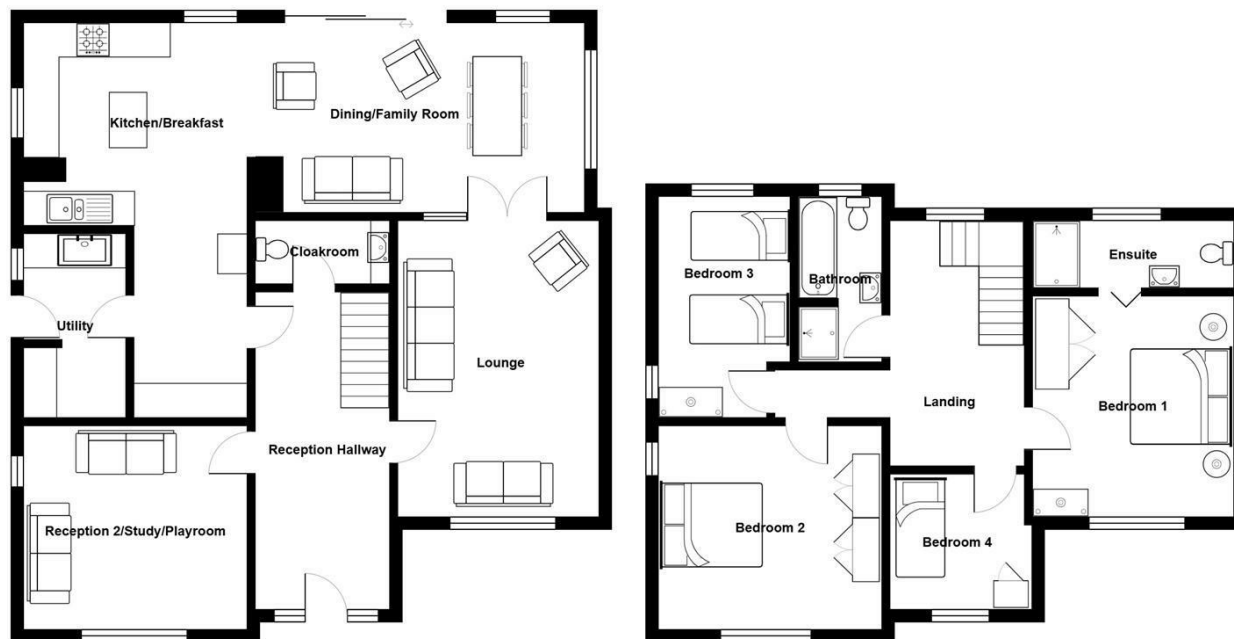 Kitchen/Breakfast
Dining/Family Room
Cloakroom
Utility
Lounge
Reception Hallway
Reception 2/Study/Playroom
Bedroom 3
Bathroom
Ensuite
Landing
Bedroom 1
Bedroom 2
Bedroom 4